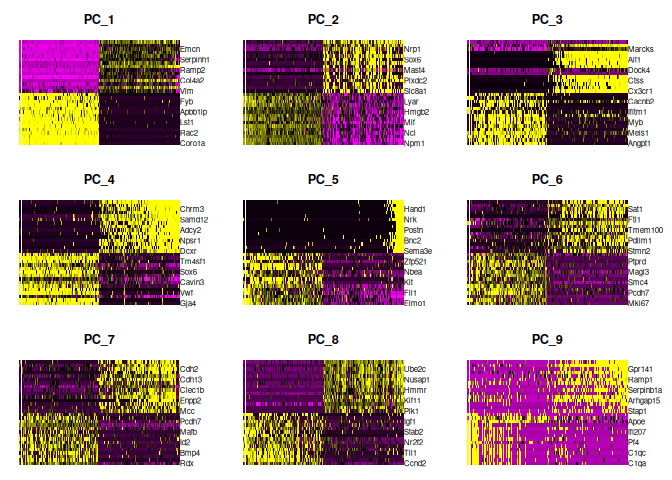 PC_1
Emcn
Serpinh1
Ramp2
Col4a2
Vim
Fyb
Apbb1ip
Lst1
Rac2
Coro1a
PC_2
Nrp1
Sox6
Mast4
Plxdc2
Slc8a1
Lyar
Hmgb2
Mif
Ncl
Npm1
PC_3
Marcks
Aif1
Dock4
Ctss
Cx3cr1
Cacnb2
Ifitm1
Myb
Meis1
Angpt1
PC_4
Chrm3
Samd12
Adcy2
Npsr1
Dcxr
Tm4sf1
Sox6
Cavin3
Vwf
Gja4
PC_5
Hand1
Nrk
Postn
Bnc2
Sema3e
Zfp521
Nbea
Kit
Fli1
Elmo1
PC_6
Sat1
Fli1
Tmem100
Pdlim1
Stmn2
Ptprd
Magi3
Smc4
Pcdh7
Mki67
PC_7
Cdh2
Cdh13
Clec1b
Enpp2
Mcc
Pcdh7
Mafb
Id2
Bmp4
Rdx
PC_8
Ube2c
Nusap1
Hmmr
Kif11
Plk1
Igf1
Stab2
Nr2f2
Tll1
Ccnd2
PC_9
Gpr141
Ramp1
Serpinb1a
Arhgap15
Stap1
Apoe
Ifi207
Pf4
C1qc
C1qa